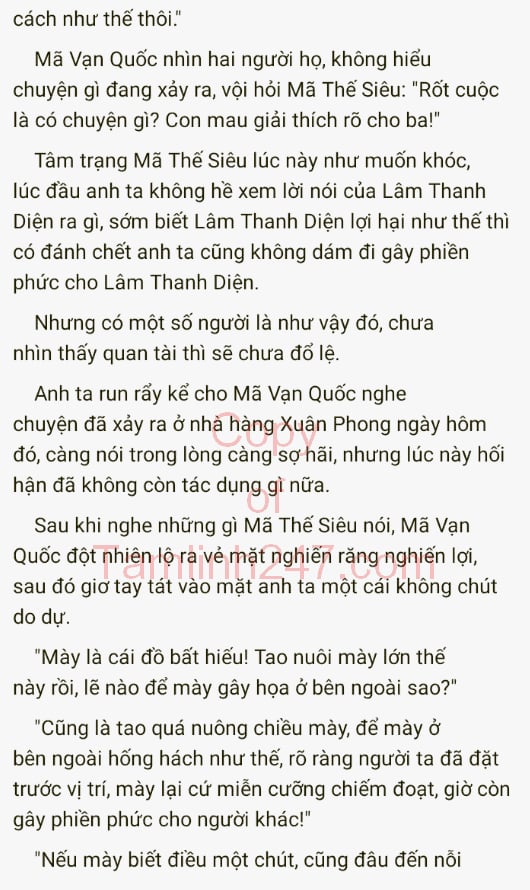 cách như thế thôi."
Mã Vạn Quốc nhìn hai người họ, không hiểu
chuyện gì đang xảy ra, vội hỏi Mã Thế Siêu: "Rốt cuộc
là có chuyện gì? Con mau giải thích rõ cho ba!"
Tâm trạng Mã Thế Siêu lúc này như muốn khóc,
lúc đầu anh ta không hề xem lời nói của Lâm Thanh
Diện ra gì, sớm biết Lâm Thanh Diện lợi hại như thế thì
có đánh chết anh ta cũng không dám đi gây phiền
phức cho Lâm Thanh Diện.
Nhưng có một số người là như vậy đó, chưa
nhìn thấy quan tài thì sẽ chưa đổ lệ.
Anh ta run rẩy kể cho Mã Vạn Quốc nghe
chuyện đã xảy ra ở nhà hàng Xuân Phong ngày hôm
đó, càng nói trong lòng càng sợ hãi, nhưng lúc này hối
hận đã không còn tác dụng gì nữa.
Sau khi nghe những gì Mã Thế Siêu nói, Mã Vạn
Quốc đột nhiên lộ ra vẻ mặt nghiến răng nghiến lợi,
sau đó giơ tay tát vào mặt anh ta một cái không chút
do dự.
"Mày là cái đồ bất hiếu! Tao nuôi mày lớn thế
này rồi, lẽ nào để mày gây họa ở bên ngoài sao?"
"Cũng là tao quá nuông chiều mày, để mày ở
bên ngoài hống hách như thế, rõ ràng người ta đã đặt
trước vị trí, mày lại cứ miễn cưỡng chiếm đoạt, giờ còn
gây phiền phức cho người khác!"
"Nếu mày biết điều một chút, cũng đâu đến nỗi
Copy
of
Tamlinh247.com